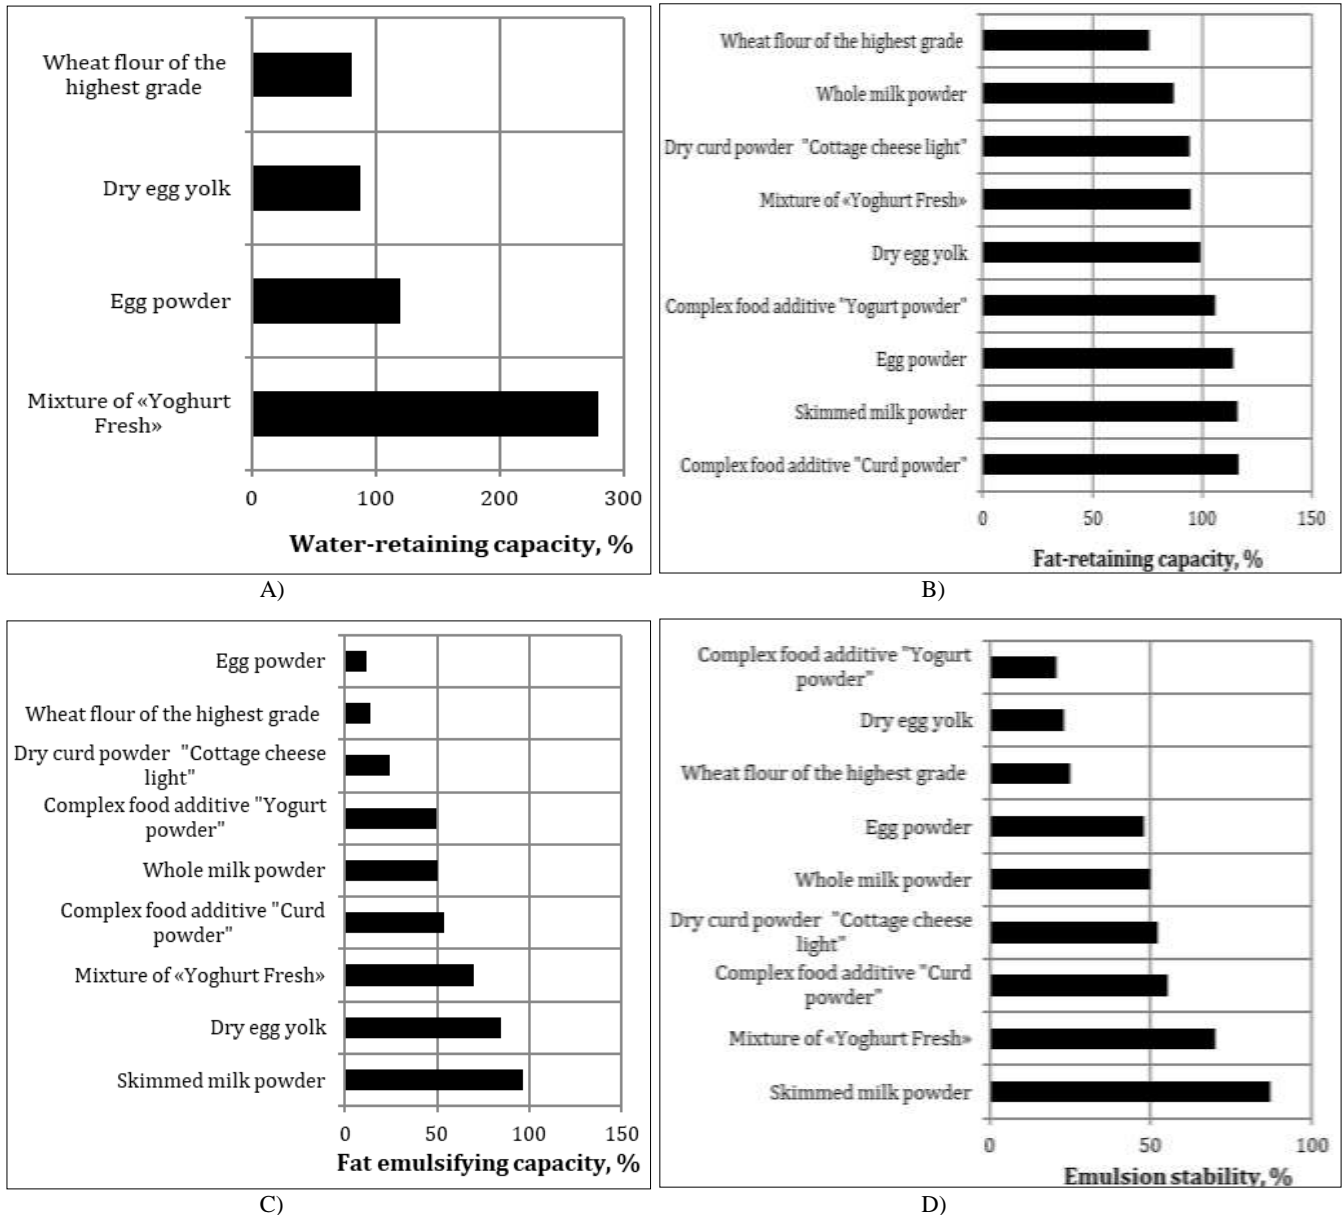 Wheat flour of the
highest grade
Dry egg yolk
Egg powder
Mixture of «Yoghurt
Fresh»
0 100 200 300
Water-retaining capacity, %
A)
Wheat flour of the highest grade
Whole milk powder
Dry curd powder "Cottage cheese light"
Mixture of «Yoghurt Fresh»
Dry egg yolk
Complex food additive "Yogurt powder"
Egg powder
Skimmed milk powder
Complex food additive "Curd powder"
0 50 100 150
Fat-retaining capacity, %
B)
Egg powder
Wheat flour of the highest grade
Dry curd powder "Cottage cheese
light"
Complex food additive "Yogurt
powder"
Whole milk powder
Complex food additive "Curd
powder"
Mixture of «Yoghurt Fresh»
Dry egg yolk
Skimmed milk powder
0 50 100 150
Fat emulsifying capacity, %
C)
Complex food additive "Yogurt
powder"
Dry egg yolk
Wheat flour of the highest grade
Egg powder
Whole milk powder
Dry curd powder "Cottage cheese
light"
Complex food additive "Curd
powder"
Mixture of «Yoghurt Fresh»
Skimmed milk powder
0 50 100
Emulsion stability, %
D)